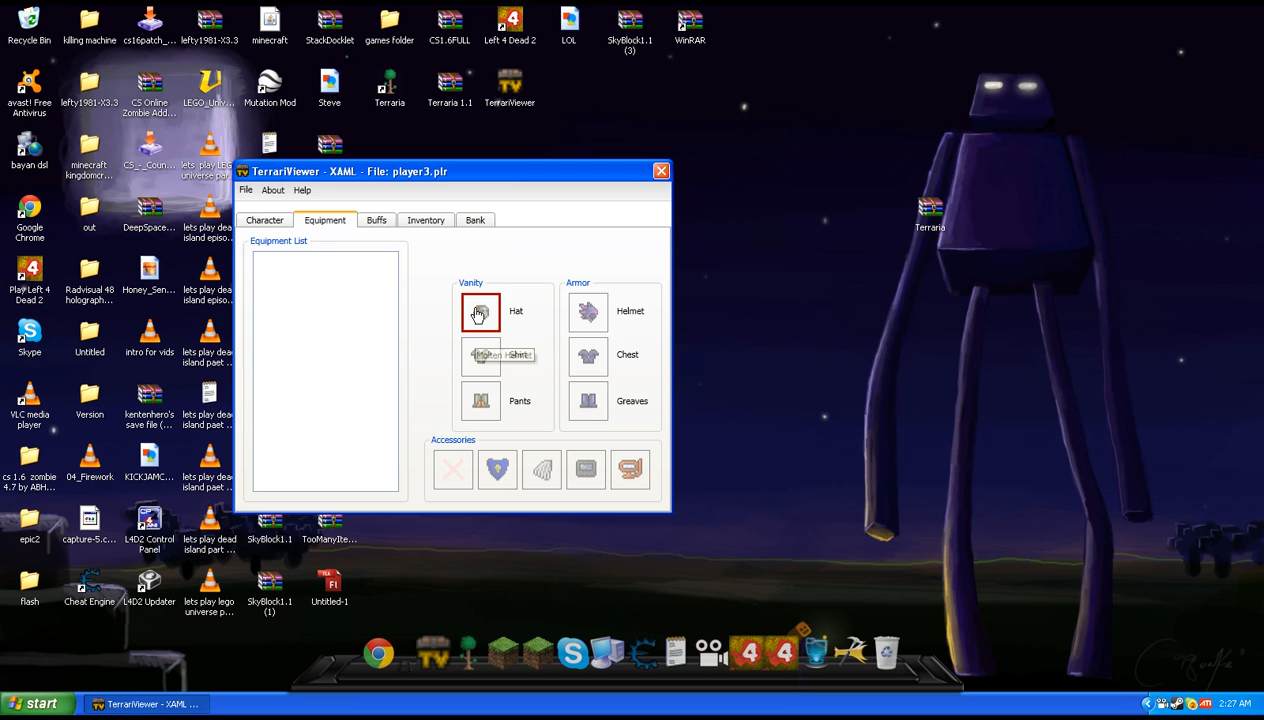 Recycle Bin
killing machine
cs16patch_...
lefty1981-X3.3
minecraft
StackDocklet
games folder
CS1.6FULL
Left 4 Dead 2
LOL
SkyBlock1.1
(3)
WinRAR
avast! Free
Antivirus
lefty1981-X3.3
CS Online
Zombie Add...
LEGO_Univ...
Mutation Mod
Steve
Terraria
Terraria 1.1
TerrariViewer
bayan dsl
minecraft
kingdomcr...
CS_-_Coun...
lets play LEG
universe par
Google
Chrome
out
DeepSpace...
lets play dea
island episo..
Play Left 4
Dead 2
Radvisual 48
holograph...
Honey_Sen...
lets play dea
island episo..
Skype
Untitled
intro for vids
lets play dea
island paet ..
VLC media
player
Version
kentenhero's
save file (...
lets play dea
island paet ..
cs 1.6 zombie
4.7 by ABH...
04_Firework
KICKJAMC...
lets play dea
island paet ..
epic2
capture-5.c...
L4D2 Control
Panel
lets play dead
island part ...
SkyBlock1.1
TooManyIte...
flash
Cheat Engine
L4D2 Updater
lets play lego
universe p...
SkyBlock1.1
(1)
Untitled-1
Terraria
TerrariViewer - XAML - File: player3.plr
File About Help
Character Equipment Buffs Inventory Bank
Equipment List
Vanity
Armor
Hat
Helmet
Molten Helmet
Chest
Pants
Greaves
Accessories
start
TerrariViewer - XAML ...
2:27 AM